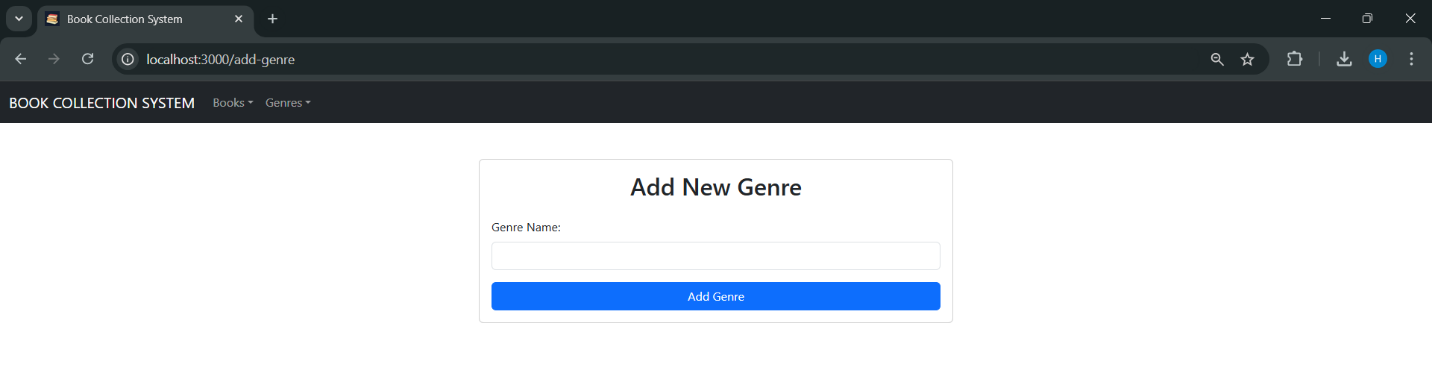 Book Collection System
localhost:3000/add-genre
H
BOOK COLLECTION SYSTEM Books Genres
Add New Genre
Genre Name:
Add Genre